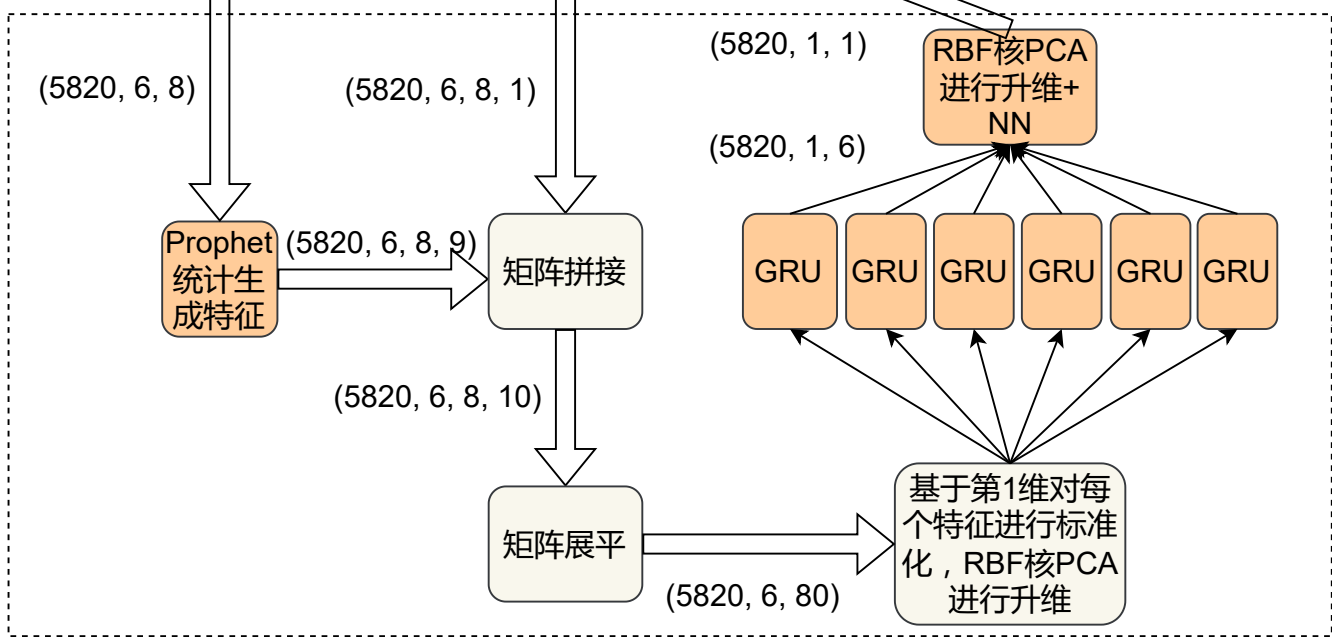 (5820, 6, 8)
(5820, 6, 8, 1)
(5820, 1, 1)
RBF核PCA
进行升维+
NN
(5820, 1, 6)
Prophet
统计生
成特征
(5820, 6, 8, 9)
矩阵拼接
GRU
GRU
GRU
GRU
GRU
GRU
(5820, 6, 8, 10)
矩阵展平
(5820, 6, 80)
基于第1维对每
个特征进行标准
化，RBF核PCA
进行升维